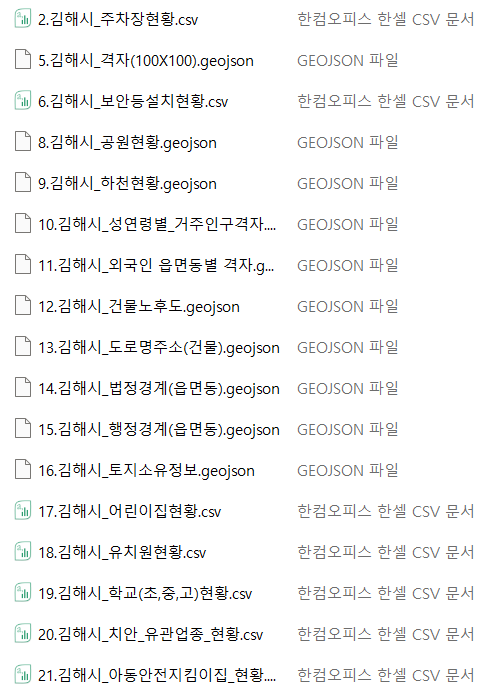 2.김해시_주차장현황.csv 한컴오피스 한셀 CSV 문서
5.김해시_격자(100X100).geojson GEOJSON 파일
6.김해시_보안등설치현황.csv 한컴오피스 한셀 CSV 문서
8.김해시_공원현황.geojson GEOJSON 파일
9.김해시_하천현황.geojson GEOJSON 파일
10.김해시_성연령별_거주인구격자.... GEOJSON 파일
11.김해시_외국인 읍면동별 격자.g... GEOJSON 파일
12.김해시_건물노후도.geojson GEOJSON 파일
13.김해시_도로명주소(건물).geojson GEOJSON 파일
14.김해시_법정경계(읍면동).geojson GEOJSON 파일
15.김해시_행정경계(읍면동).geojson GEOJSON 파일
16.김해시_토지소유정보.geojson GEOJSON 파일
17.김해시_어린이집현황.csv 한컴오피스 한셀 CSV 문서
18.김해시_유치원현황.csv 한컴오피스 한셀 CSV 문서
19.김해시_학교(초,중,고)현황.csv 한컴오피스 한셀 CSV 문서
20.김해시_치안_유관업종_현황.csv 한컴오피스 한셀 CSV 문서
21.김해시_아동안전지킴이집_현황.... 한컴오피스 한셀 CSV 문서